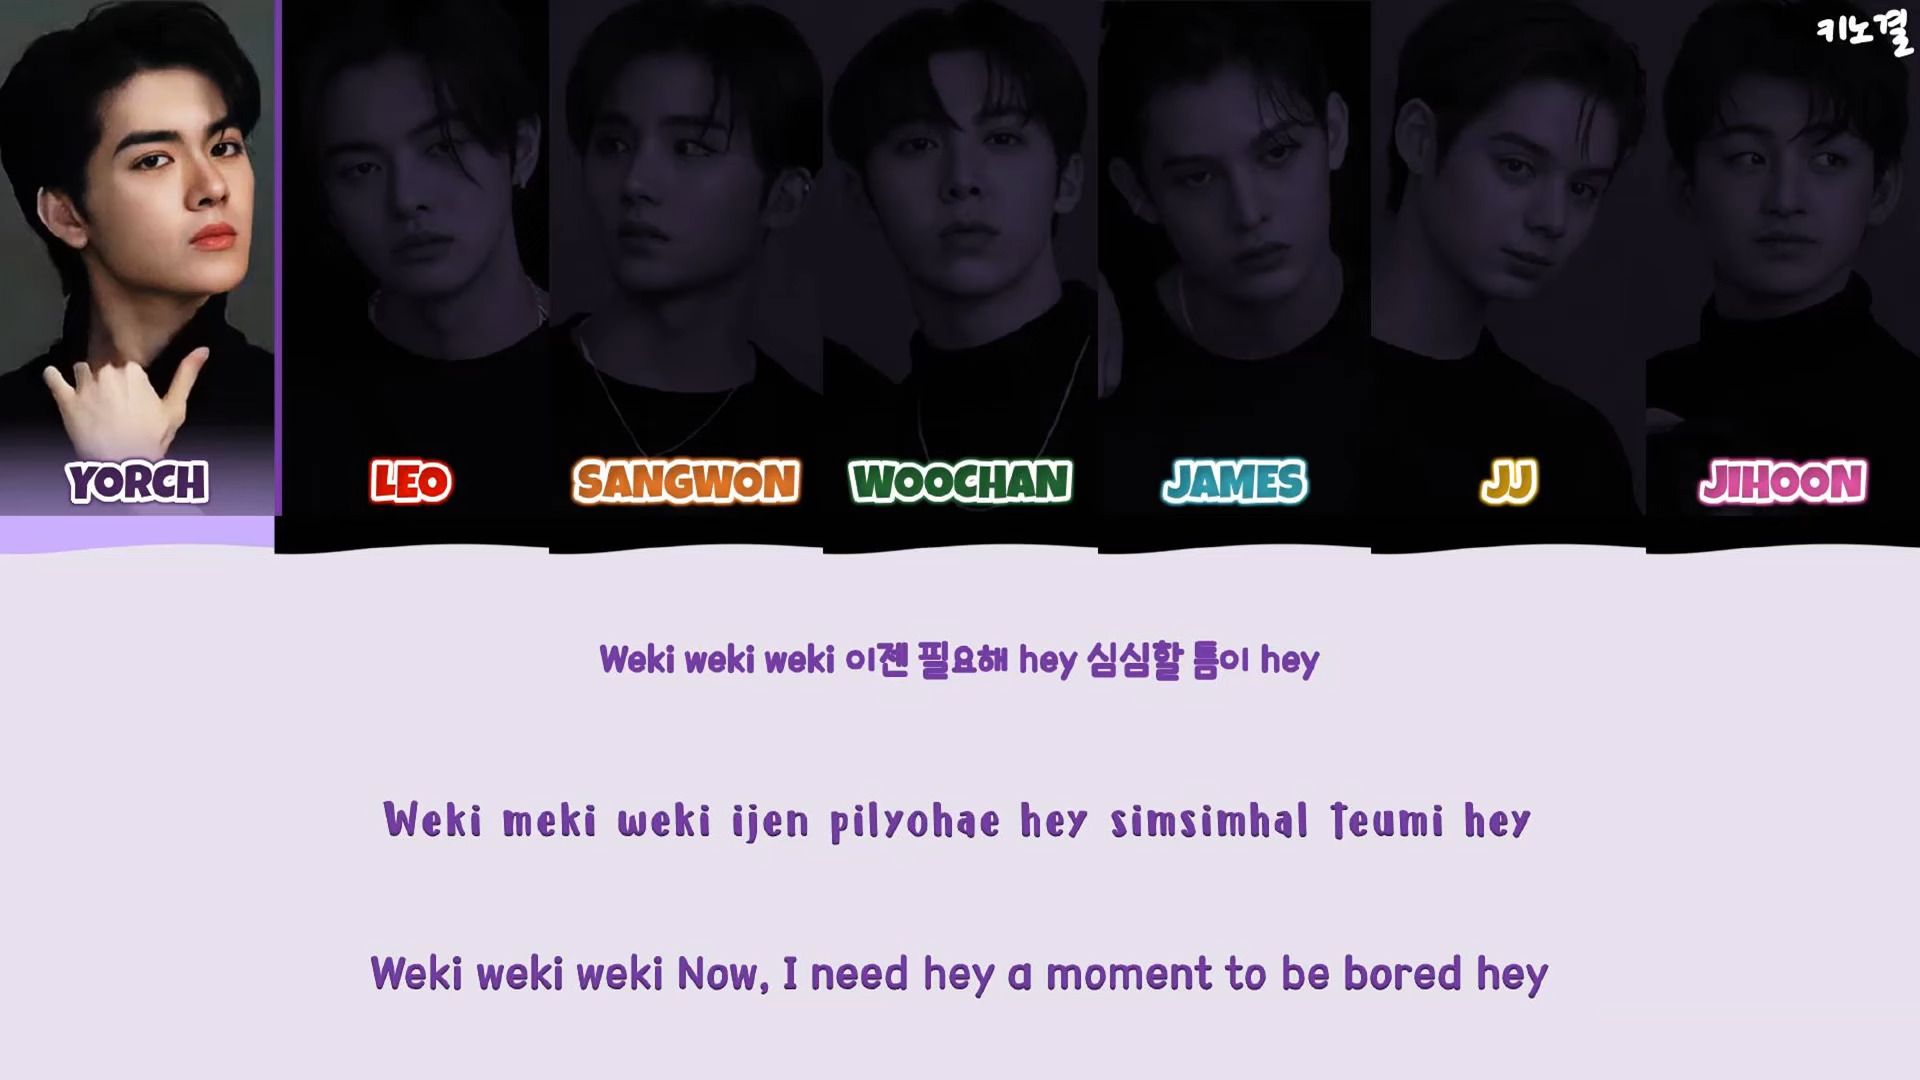 키노결
YORCH
LEO
SANGWON
WOOCHAN
JAMES
JJ
JIHOON
Weki weki weki 이젠 필요해 hey 심심할 틈이 hey
Weki meki weki ijen pilyohae hey simsimhal teumi hey
Weki weki weki Now, I need hey a moment to be bored hey